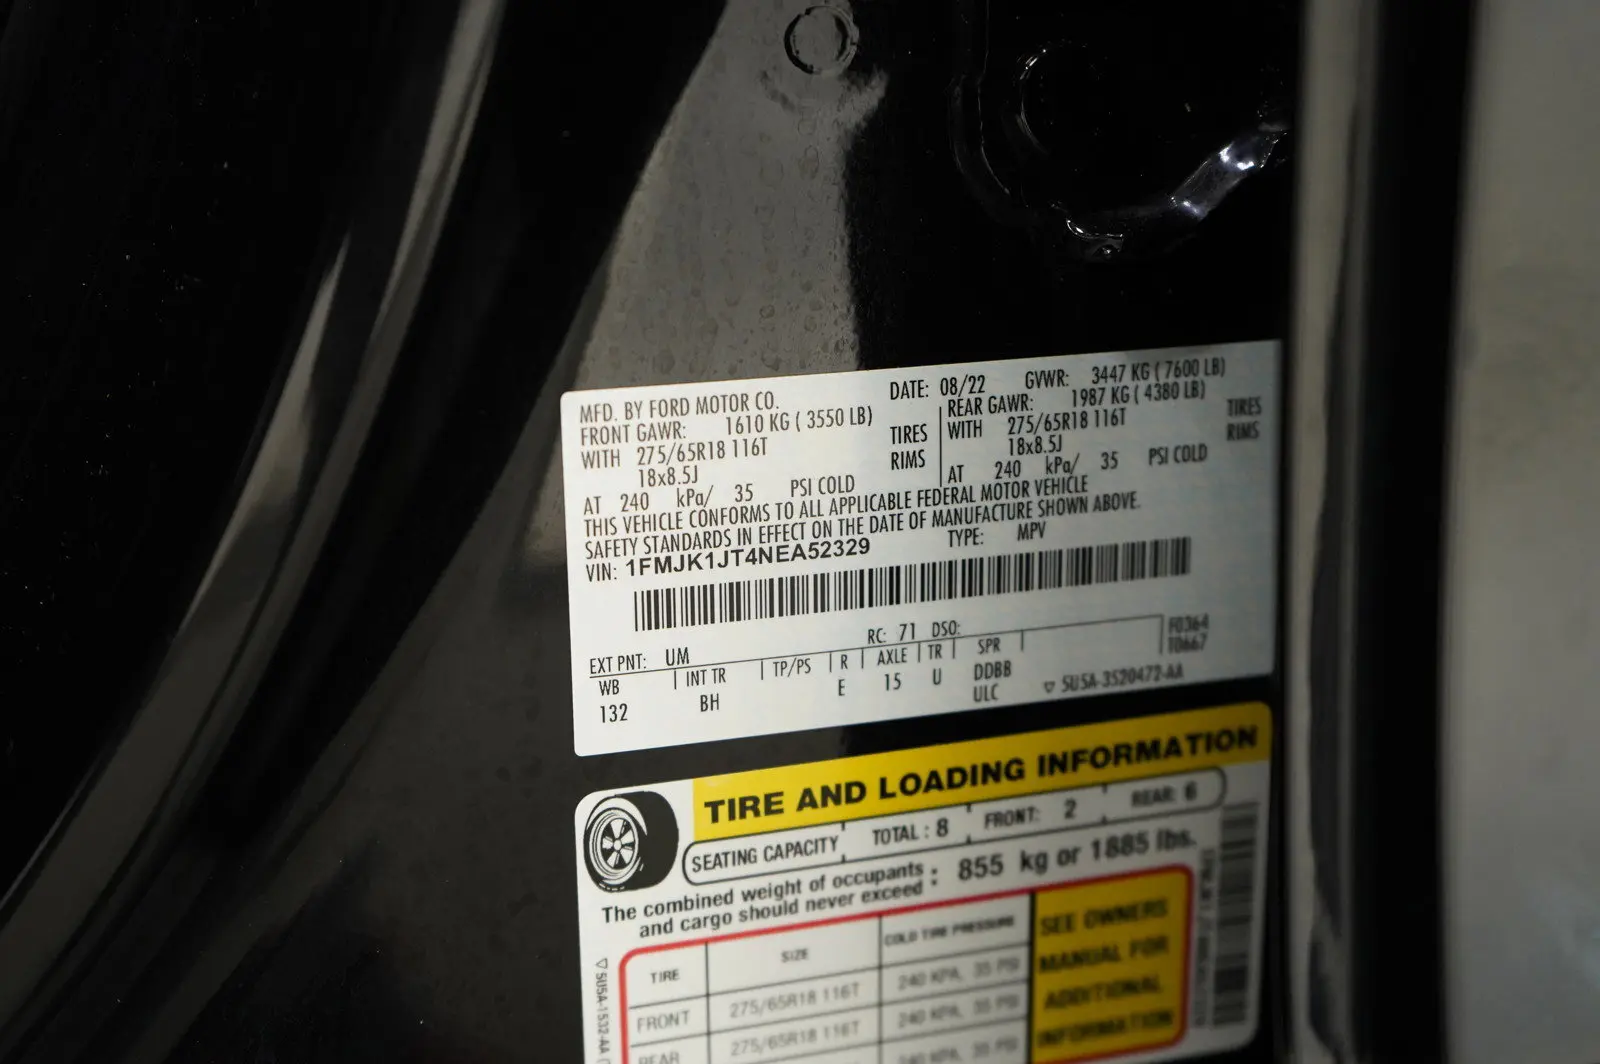 MFD. BY FORD MOTOR CO. DATE: 08/22 GVWR: 3447 KG ( 7600 LB)
FRONT GAWR: 1610 KG ( 3550 LB) REAR GAWR: 1987 KG ( 4380 LB)
WITH 275/65R18 116T TIRES WITH 275/65R18 116T TIRES
18x8.5J RIMS 18x8.5J RIMS
AT 240 kPa/ 35 PSI COLD AT 240 kPa/ 35 PSI COLD
THIS VEHICLE CONFORMS TO ALL APPLICABLE FEDERAL MOTOR VEHICLE
SAFETY STANDARDS IN EFFECT ON THE DATE OF MANUFACTURE SHOWN ABOVE.
VIN: 1FMJK1JT4NEA52329 TYPE: MPV
EXT PNT: UM RC: 71 DSO: F0364
T0667
WB INT TR TP/PS R AXLE TR SPR
132 BH E 15 U DDBB
ULC ▽ 5U5A-3520472-AA
TIRE AND LOADING INFORMATION
SEATING CAPACITY TOTAL : 8 FRONT: 2 REAR: 6
The combined weight of occupants
and cargo should never exceed : 855 kg or 1885 lbs.
TIRE SIZE COLD TIRE PRESSURE
FRONT 275/65R18 116T 240 KPA, 35 PSI
REAR 275/65R18 116T 240 KPA, 35 PSI
SEE OWNERS
MANUAL FOR
ADDITIONAL
INFORMATION
▽ 5U5A-1532-AA